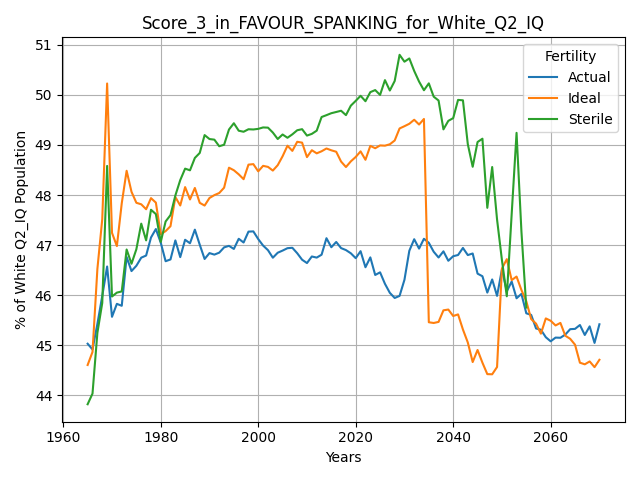 Score_3_in_FAVOUR_SPANKING_for_White_Q2_IQ
% of White Q2_IQ Population
51
50
49
48
47
46
45
44
Fertility
Actual
Ideal
Sterile
1960 1980 2000 2020 2040 2060
Years